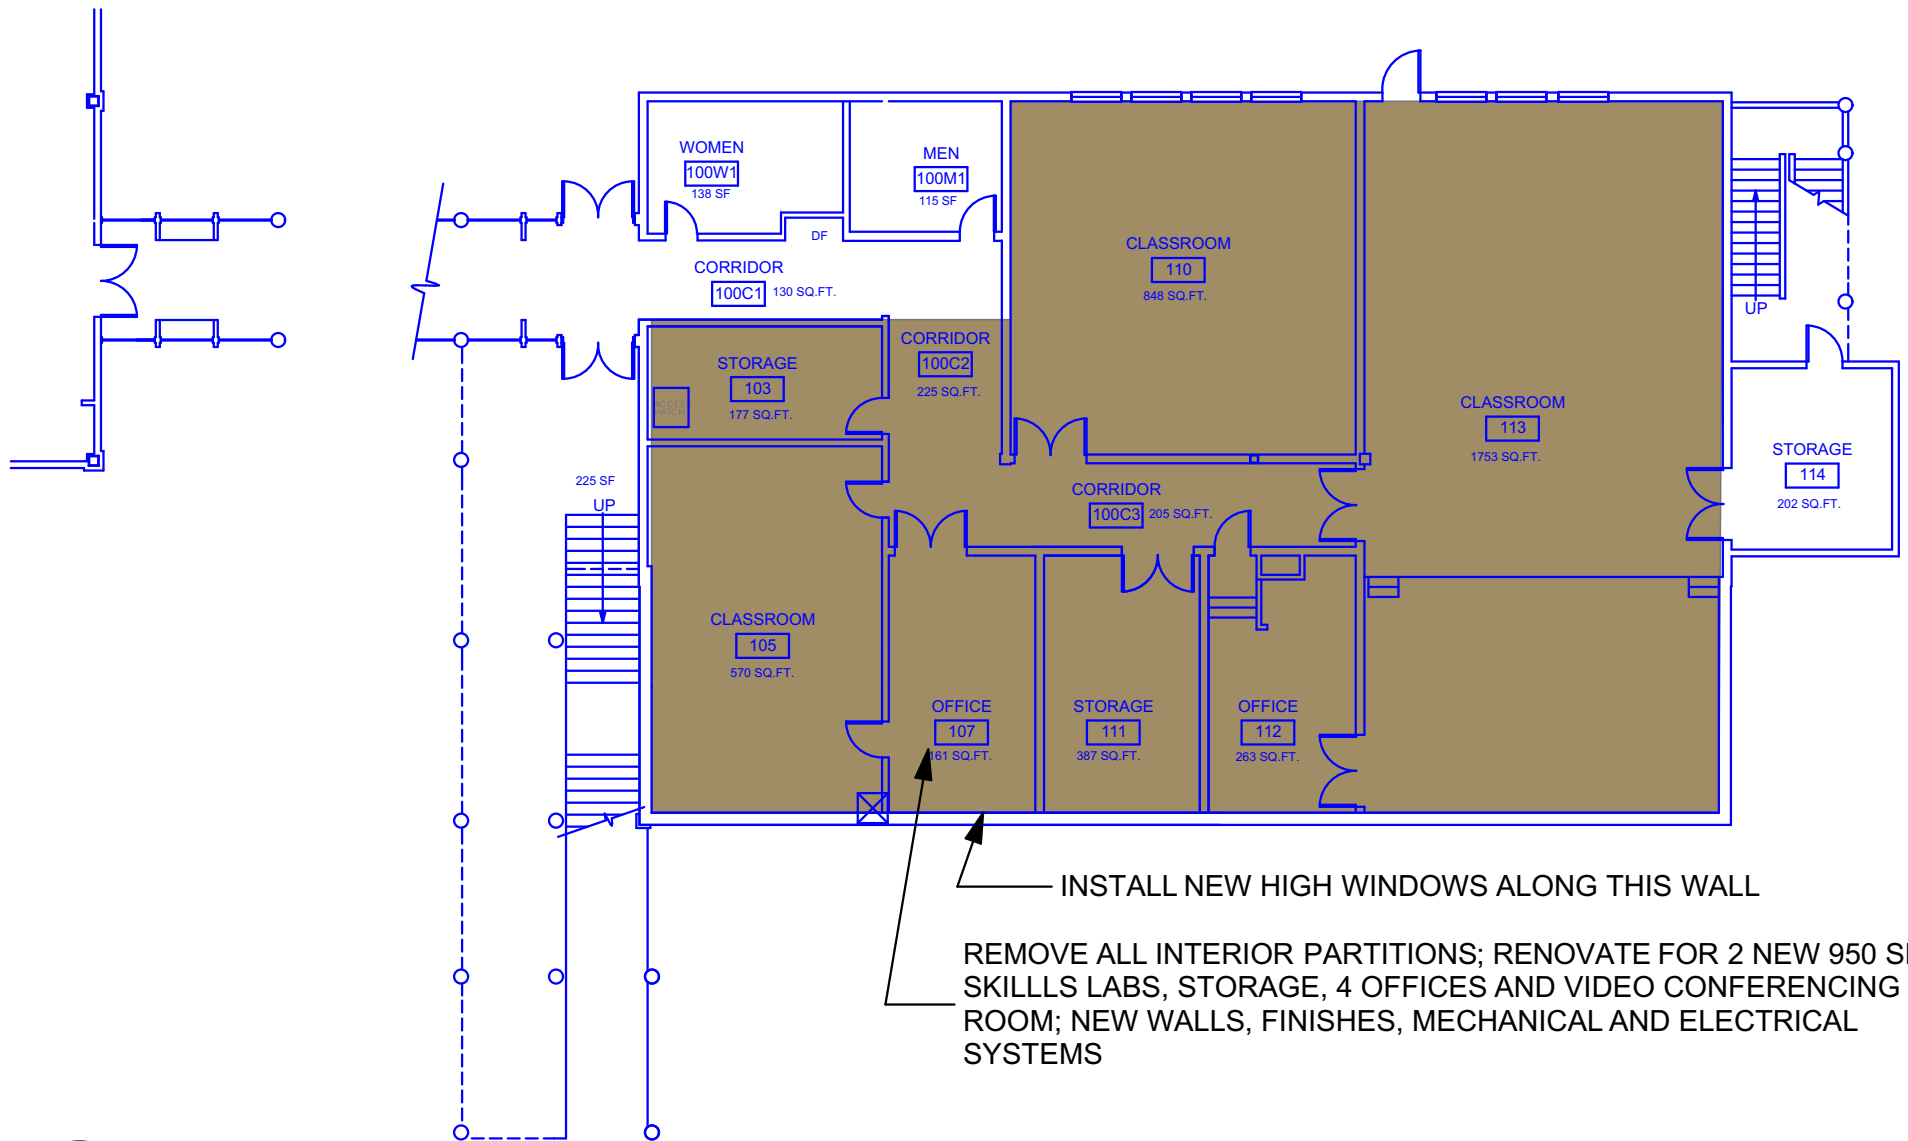 WOMEN
100W1
138 SF
MEN
100M1
115 SF
DF
CORRIDOR
100C1 130 SQ.FT.
CLASSROOM
110
848 SQ.FT.
UP
STORAGE
103
177 SQ.FT.
ACCESS
HATCH
CORRIDOR
100C2
225 SQ.FT.
CLASSROOM
113
1753 SQ.FT.
STORAGE
114
202 SQ.FT.
225 SF
UP
CORRIDOR
100C3 205 SQ.FT.
CLASSROOM
105
570 SQ.FT.
OFFICE
107
161 SQ.FT.
STORAGE
111
387 SQ.FT.
OFFICE
112
263 SQ.FT.
INSTALL NEW HIGH WINDOWS ALONG THIS WALL
REMOVE ALL INTERIOR PARTITIONS; RENOVATE FOR 2 NEW 950 S
SKILLLS LABS, STORAGE, 4 OFFICES AND VIDEO CONFERENCING
ROOM; NEW WALLS, FINISHES, MECHANICAL AND ELECTRICAL
SYSTEMS